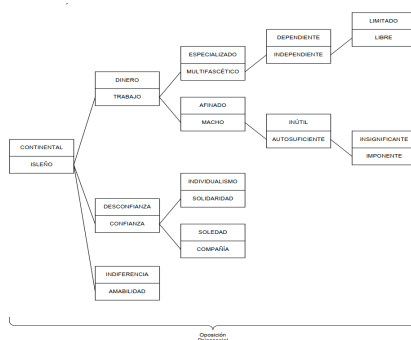 LIMITADO
LIBRE
DEPENDIENTE
INDEPENDIENTE
ESPECIALIZADO
MULTIFASCÉTICO
DINERO
TRABAJO
AFINADO
MACHO
INÚTIL
AUTOSUFICIENTE
INSIGNIFICANTE
IMPONENTE
CONTINENTAL
ISLEÑO
INDIVIDUALISMO
SOLIDARIDAD
DESCONFIANZA
CONFIANZA
SOLEDAD
COMPAÑÍA
INDIFERENCIA
AMABILIDAD
Oposición